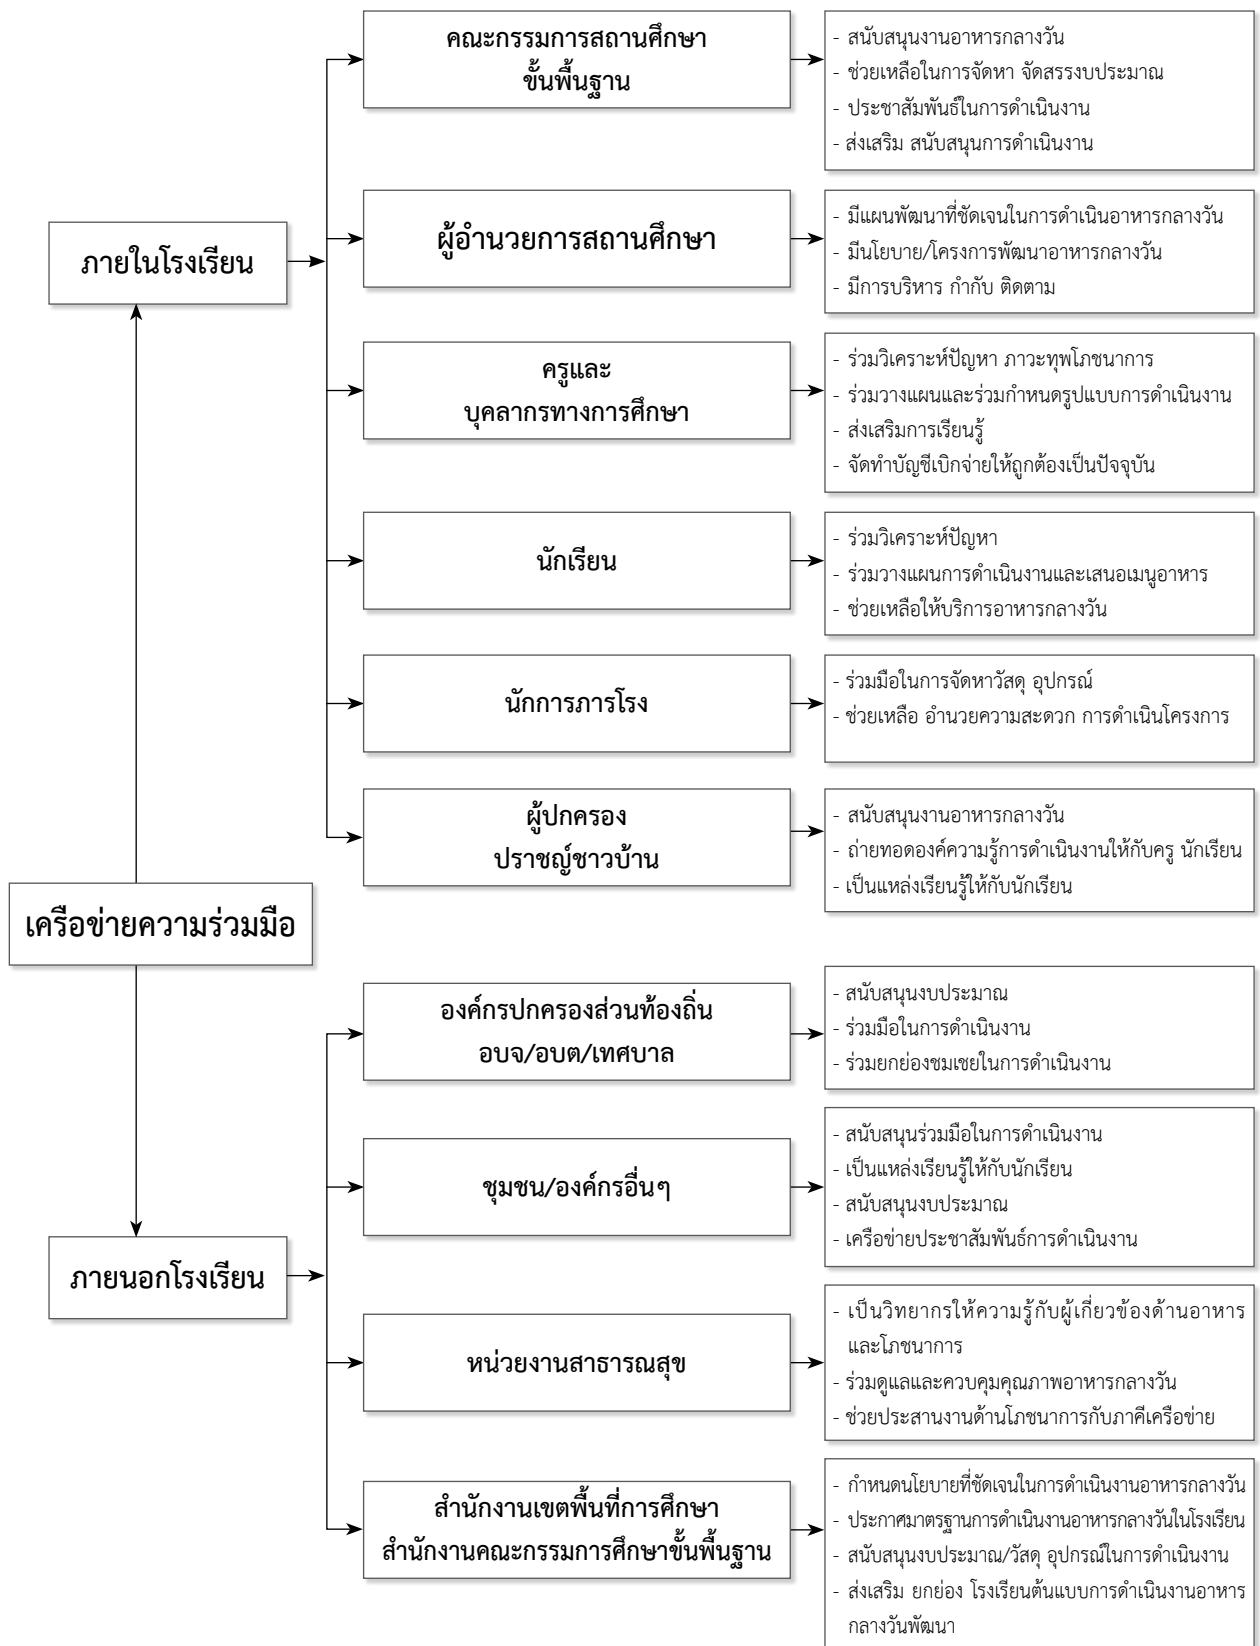 คณะกรรมการสถานศึกษา
ขั้นพื้นฐาน
- สนับสนุนงานอาหารกลางวัน
- ช่วยเหลือในการจัดหา จัดสรรงบประมาณ
- ประชาสัมพันธ์ในการดำเนินงาน
- ส่งเสริม สนับสนุนการดำเนินงาน
ภายในโรงเรียน
ผู้อำนวยการสถานศึกษา
- มีแผนพัฒนาที่ชัดเจนในการดำเนินอาหารกลางวัน
- มีนโยบาย/โครงการพัฒนาอาหารกลางวัน
- มีการบริหาร กำกับ ติดตาม
ครูและ
บุคลากรทางการศึกษา
- ร่วมวิเคราะห์ปัญหา ภาวะทุพโภชนาการ
- ร่วมวางแผนและร่วมกำหนดรูปแบบการดำเนินงาน
- ส่งเสริมการเรียนรู้
- จัดทำบัญชีเบิกจ่ายให้ถูกต้องเป็นปัจจุบัน
นักเรียน
- ร่วมวิเคราะห์ปัญหา
- ร่วมวางแผนการดำเนินงานและเสนอเมนูอาหาร
- ช่วยเหลือให้บริการอาหารกลางวัน
นักการภารโรง
- ร่วมมือในการจัดหาวัสดุ อุปกรณ์
- ช่วยเหลือ อำนวยความสะดวก การดำเนินโครงการ
ผู้ปกครอง
ปราชญ์ชาวบ้าน
- สนับสนุนงานอาหารกลางวัน
- ถ่ายทอดองค์ความรู้การดำเนินงานให้กับครู นักเรียน
- เป็นแหล่งเรียนรู้ให้กับนักเรียน
เครือข่ายความร่วมมือ
องค์กรปกครองส่วนท้องถิ่น
อบจ/อบต/เทศบาล
- สนับสนุนงบประมาณ
- ร่วมมือในการดำเนินงาน
- ร่วมยกย่องชมเชยในการดำเนินงาน
ชุมชน/องค์กรอื่นๆ
- สนับสนุนร่วมมือในการดำเนินงาน
- เป็นแหล่งเรียนรู้ให้กับนักเรียน
- สนับสนุนงบประมาณ
- เครือข่ายประชาสัมพันธ์การดำเนินงาน
ภายนอกโรงเรียน
หน่วยงานสาธารณสุข
- เป็นวิทยากรให้ความรู้กับผู้เกี่ยวข้องด้านอาหาร
และโภชนาการ
- ร่วมดูแลและควบคุมคุณภาพอาหารกลางวัน
- ช่วยประสานงานด้านโภชนาการกับภาคีเครือข่าย
สำนักงานเขตพื้นที่การศึกษา
สำนักงานคณะกรรมการศึกษาขั้นพื้นฐาน
- กำหนดนโยบายที่ชัดเจนในการดำเนินงานอาหารกลางวัน
- ประกาศมาตรฐานการดำเนินงานอาหารกลางวันในโรงเรียน
- สนับสนุนงบประมาณ/วัสดุ อุปกรณ์ในการดำเนินงาน
- ส่งเสริม ยกย่อง โรงเรียนต้นแบบการดำเนินงานอาหาร
กลางวันพัฒนา